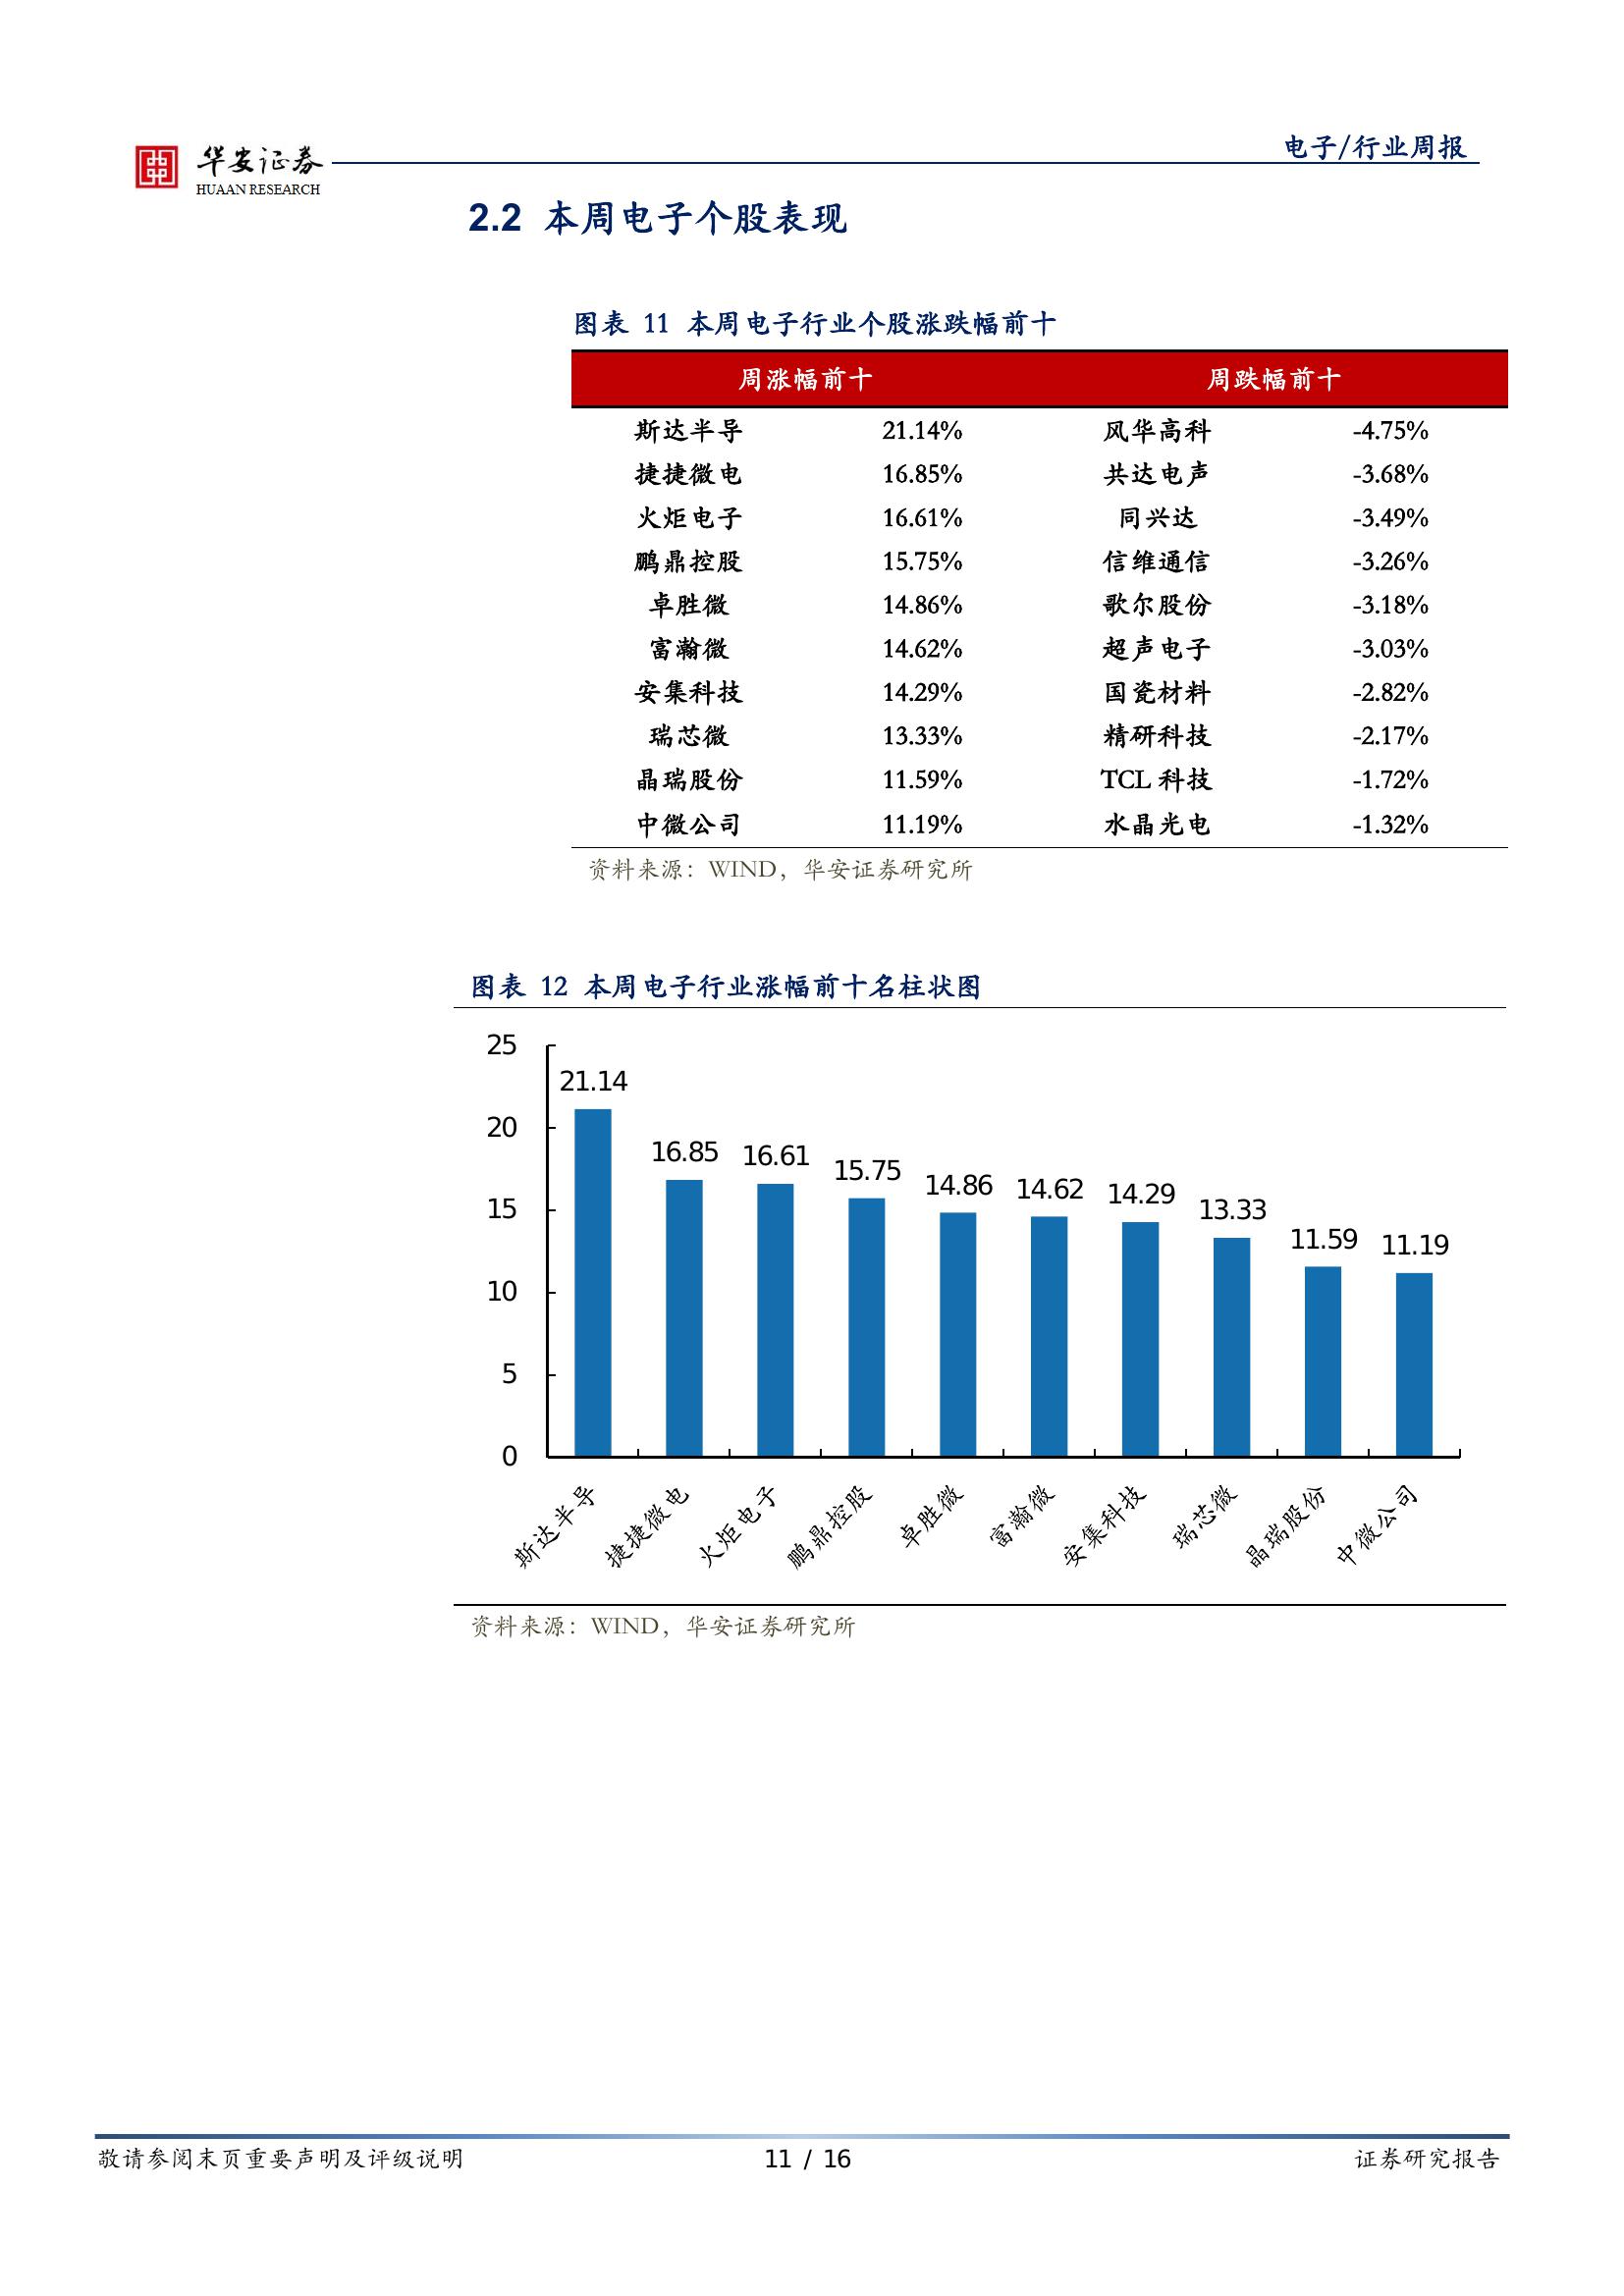 华安证券
HUAAN RESEARCH
电子/行业周报
2.2 本周电子个股表现
图表 11 本周电子行业个股涨跌幅前十
周涨幅前十 周跌幅前十
斯达半导 21.14% 风华高科 -4.75%
捷捷微电 16.85% 共达电声 -3.68%
火炬电子 16.61% 同兴达 -3.49%
鹏鼎控股 15.75% 信维通信 -3.26%
卓胜微 14.86% 歌尔股份 -3.18%
富瀚微 14.62% 超声电子 -3.03%
安集科技 14.29% 国瓷材料 -2.82%
瑞芯微 13.33% 精研科技 -2.17%
晶瑞股份 11.59% TCL 科技 -1.72%
中微公司 11.19% 水晶光电 -1.32%
资料来源：WIND，华安证券研究所
图表 12 本周电子行业涨幅前十名柱状图
25
20
15
10
5
0
21.14 16.85 16.61 15.75 14.86 14.62 14.29 13.33 11.59 11.19
斯达半导 捷捷微电 火炬电子 鹏鼎控股 卓胜微 富瀚微 安集科技 瑞芯微 晶瑞股份 中微公司
资料来源：WIND，华安证券研究所
敬请参阅末页重要声明及评级说明 11 / 16 证券研究报告